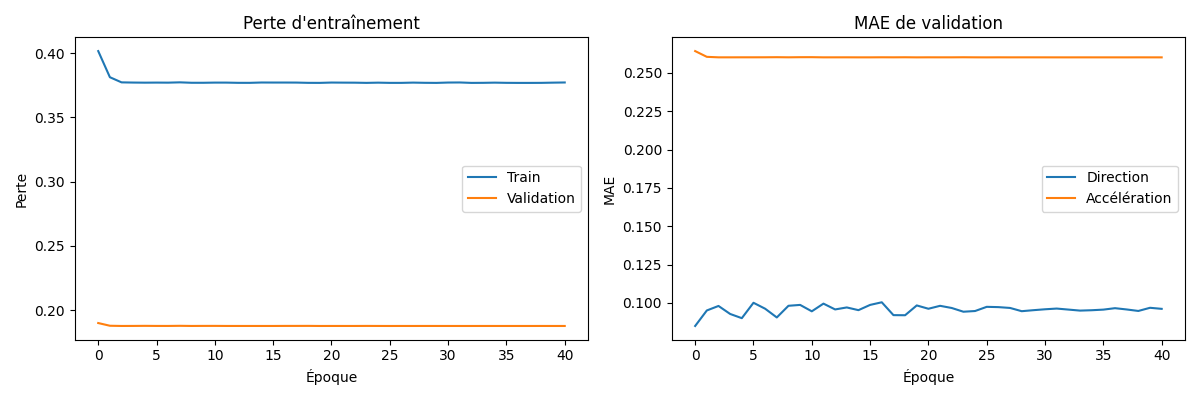 Perte d'entraînement
0.40
0.35
0.30
0.25
0.20
Perte
0 5 10 15 20 25 30 35 40
Époque
Train
Validation
MAE de validation
0.250
0.225
0.200
0.175
0.150
0.125
0.100
MAE
0 5 10 15 20 25 30 35 40
Époque
Direction
Accélération